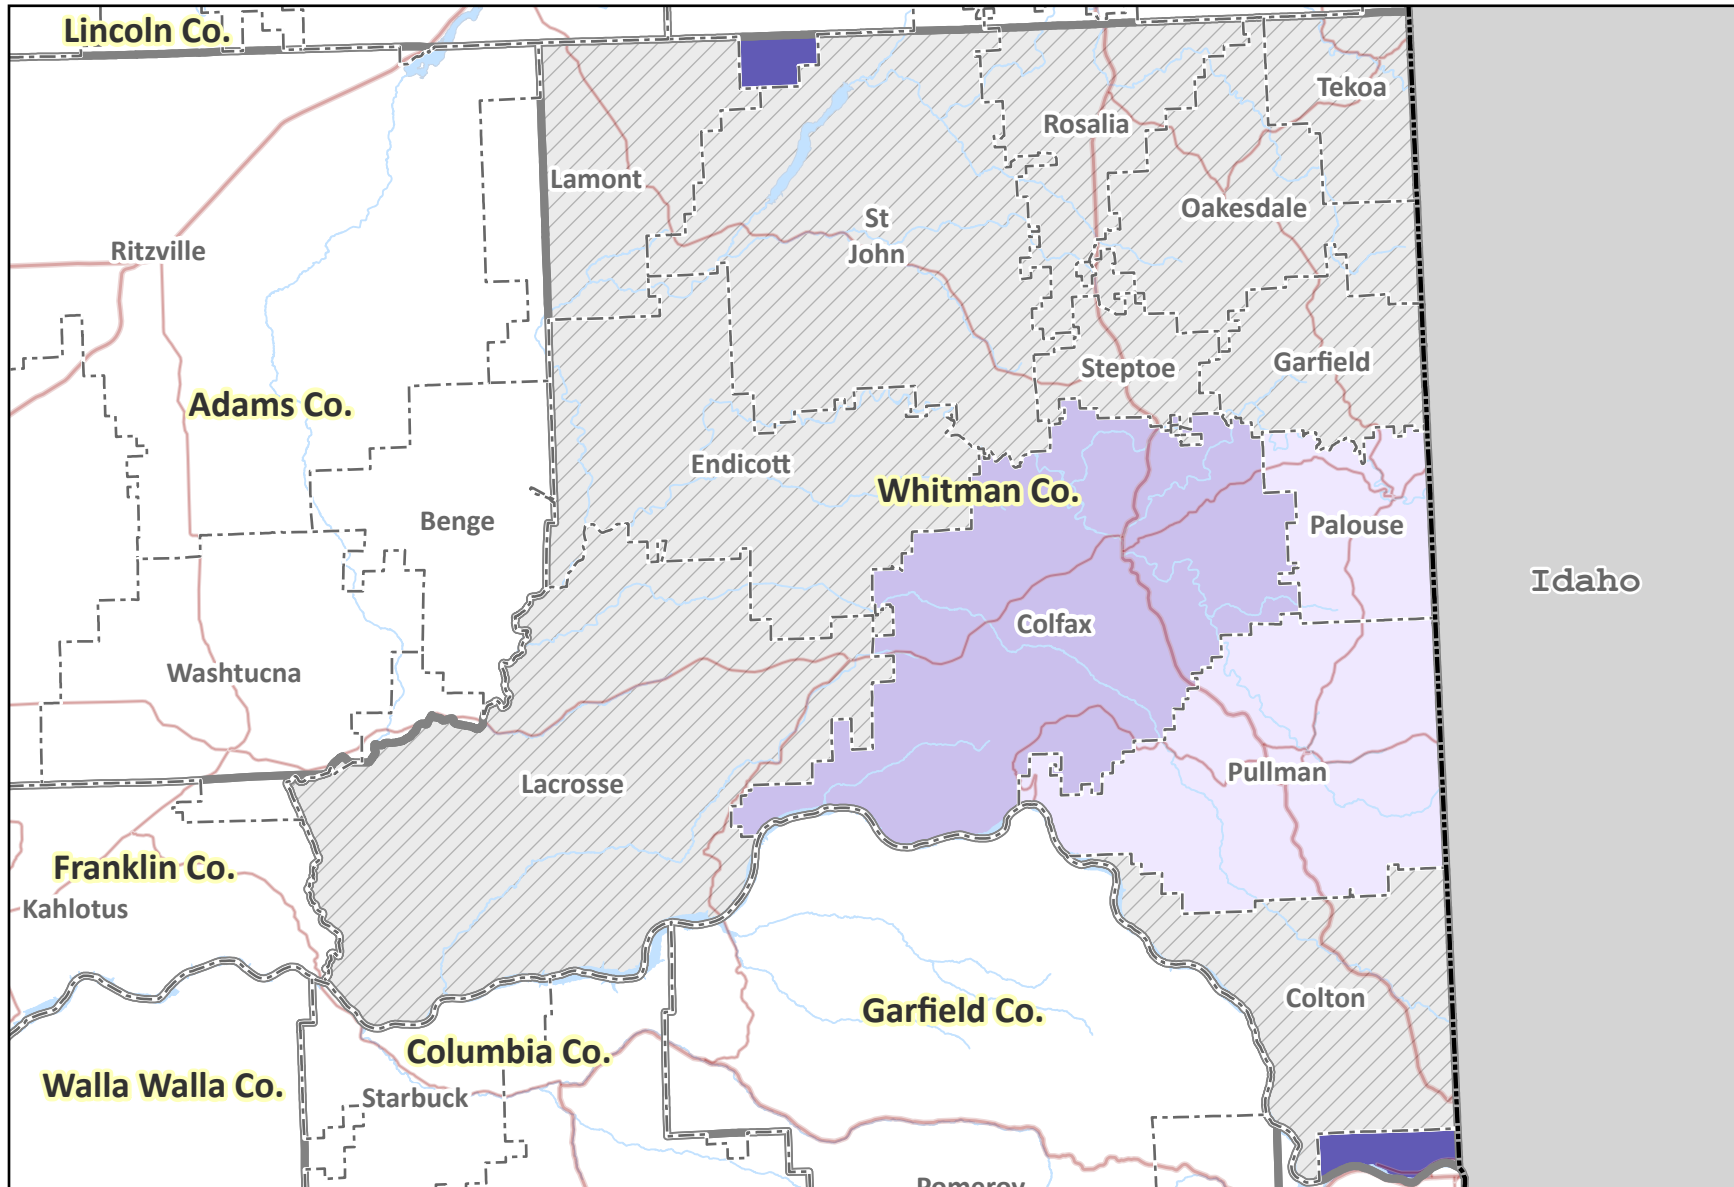 Lincoln Co.
Tekoa
Rosalia
Lamont
Oakesdale
St
John
Ritzville
Steptoe
Garfield
Adams Co.
Endicott
Whitman Co.
Benge
Palouse
Idaho
Colfax
Washtucna
Pullman
Lacrosse
Franklin Co.
Kahlotus
Colton
Garfield Co.
Columbia Co.
Walla Walla Co.
Starbuck
Pomeroy